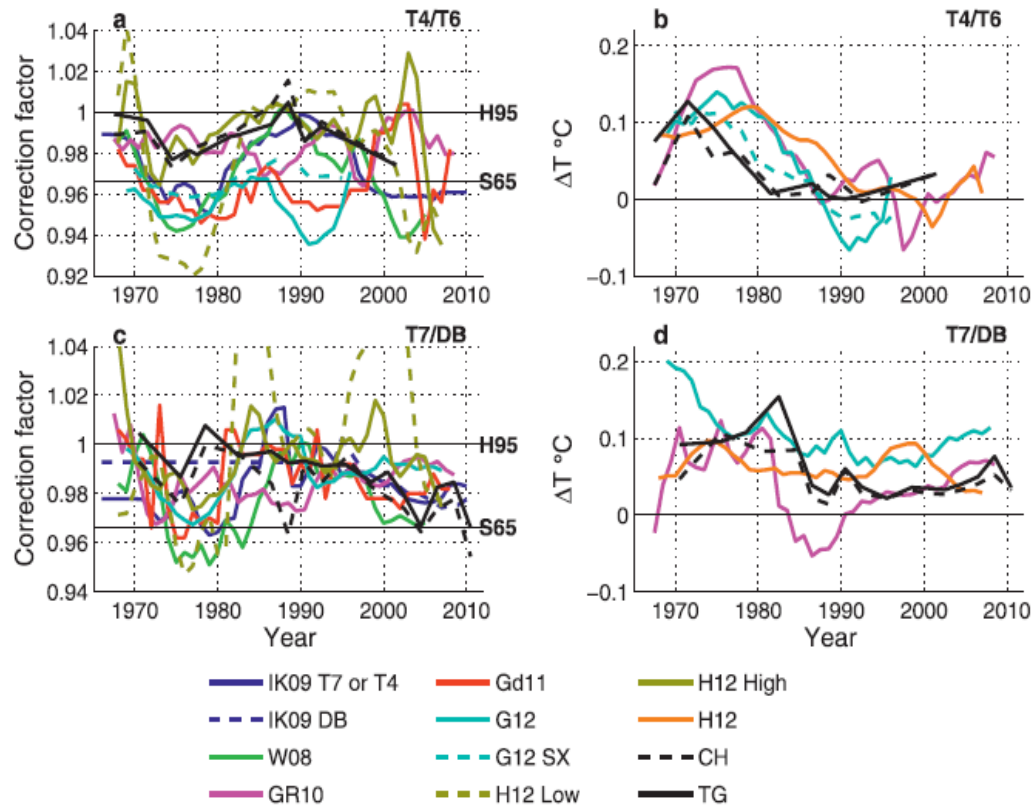 a T4/T6
Correction factor
1.04
1.02
1
0.98
0.96
0.94
0.92
H95
S65
1970 1980 1990 2000 2010
b T4/T6
ΔT °C
0.2
0.1
0
−0.1
1970 1980 1990 2000 2010
c T7/DB
Correction factor
1.04
1.02
1
0.98
0.96
0.94
H95
S65
1970 1980 1990 2000 2010
Year
d T7/DB
ΔT °C
0.2
0.1
0
−0.1
1970 1980 1990 2000 2010
Year
IK09 T7 or T4
IK09 DB
W08
GR10
Gd11
G12
G12 SX
H12 Low
H12 High
H12
CH
TG